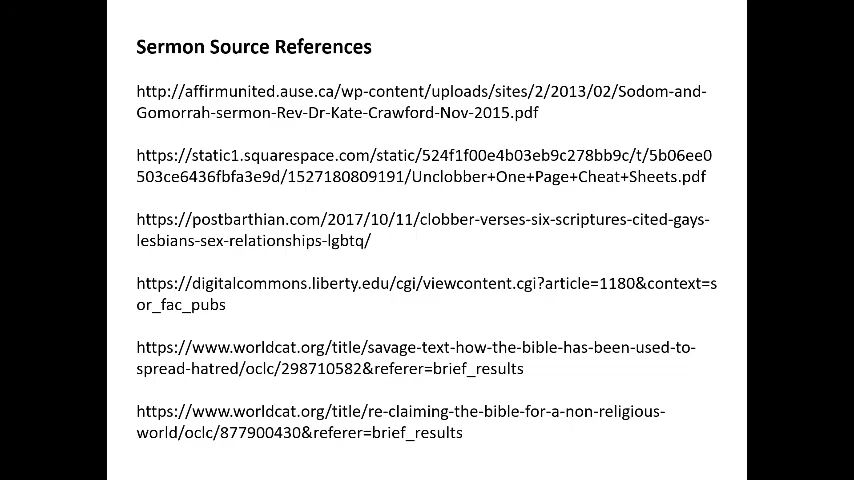 Sermon Source References
http://affirmunited.ause.ca/wp-content/uploads/sites/2/2013/02/Sodom-and-
Gomorrah-sermon-Rev-Dr-Kate-Crawford-Nov-2015.pdf
https://static1.squarespace.com/static/524f1f00e4b03eb9c278bb9c/t/5b06ee0
503ce6436fbfa3e9d/1527180809191/Unclobber+One+Page+Cheat+Sheets.pdf
https://postbarthian.com/2017/10/11/clobber-verses-six-scriptures-cited-gays-
lesbians-sex-relationships-lgbtq/
https://digitalcommons.liberty.edu/cgi/viewcontent.cgi?article=1180&context=s
or_fac_pubs
https://www.worldcat.org/title/savage-text-how-the-bible-has-been-used-to-
spread-hatred/oclc/298710582&referer=brief_results
https://www.worldcat.org/title/re-claiming-the-bible-for-a-non-religious-
world/oclc/877900430&referer=brief_results